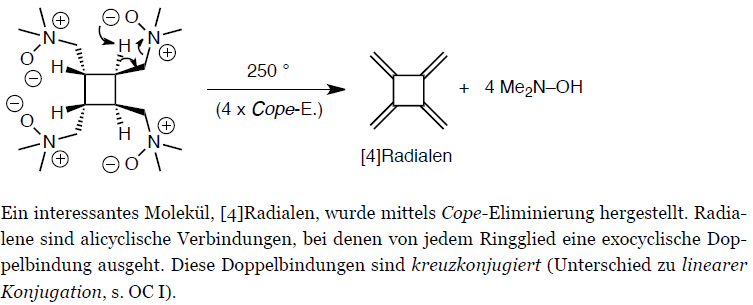 ⊖ O
N ⊕
O ⊖
H
H
⊖ O
N ⊕
H
H
⊖ O
N ⊕
⊖ O
N ⊕
250 °
(4 x Cope-E.)
+ 4 Me₂N–OH
[4]Radialen
Ein interessantes Molekül, [4]Radialen, wurde mittels Cope-Eliminierung hergestellt. Radia-
lene sind alicyclische Verbindungen, bei denen von jedem Ringglied eine exocyclische Dop-
pelbindung ausgeht. Diese Doppelbindungen sind kreuzkonjugiert (Unterschied zu linearer
Konjugation, s. OC I).